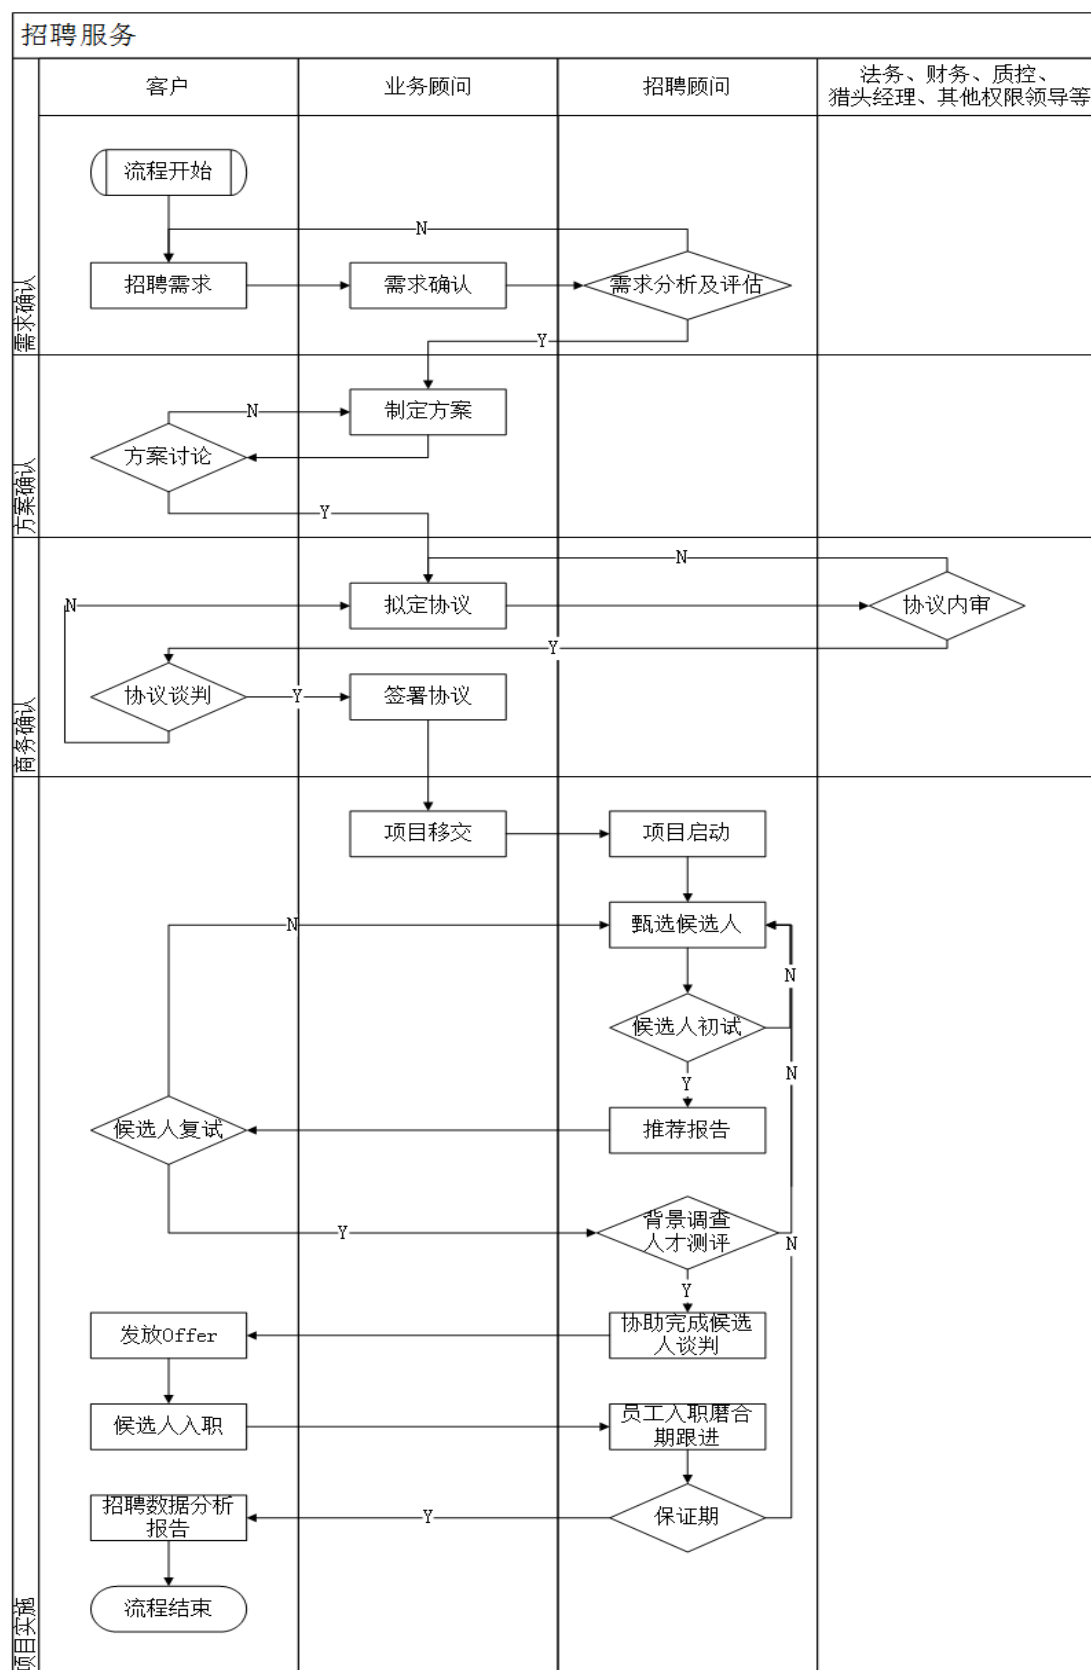 招聘服务
客户
业务顾问
招聘顾问
法务、财务、质控、
猎头经理、其他权限领导等
需求确认
流程开始
N
招聘需求
需求确认
需求分析及评估
Y
方案确认
制定方案
N
方案讨论
Y
商务确认
N
N
拟定协议
协议内审
Y
协议谈判
Y
签署协议
项目实施
项目移交
项目启动
N
甄选候选人
N
候选人初试
N
Y
候选人复试
推荐报告
Y
背景调查
人才测评
N
Y
发放Offer
协助完成候选
人谈判
候选人入职
员工入职磨合
期跟进
招聘数据分析
报告
Y
保证期
流程结束